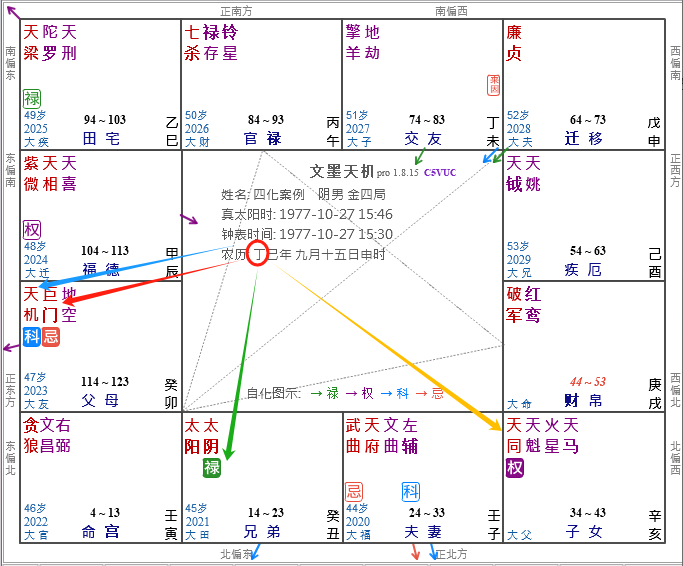 正南方
南偏西
南偏东
天 陀 天
梁 罗 刑
禄
49岁
2025
大疾
94~103
田 宅
乙
巳
七 禄 铃
杀 存 星
50岁
2026
大财
84~93
官 禄
丙
午
擎 地
羊 劫
来因
51岁
2027
大子
74~83
交 友
丁
未
廉
贞
52岁
2028
大夫
64~73
迁 移
戊
申
西偏南
东偏南
紫 天 天
微 相 喜
权
48岁
2024
大迁
104~113
福 德
甲
辰
文墨天机 pro 1.8.15 C5VUC
姓名: 四化案例 阴男 金四局
真太阳时: 1977-10-27 15:46
钟表时间: 1977-10-27 15:30
农历: 丁巳年 九月十五日申时
自化图示: →禄 →权 →科 →忌
天 天
钺 姚
53岁
2029
大兄
54~63
疾 厄
己
酉
正西方
正东方
天 巨 地
机 门 空
科 忌
47岁
2023
大友
114~123
父 母
癸
卯
破 红
军 鸾
大命
44~53
财 帛
庚
戌
西偏北
东偏北
贪 文 右
狼 昌 弼
46岁
2022
大官
4~13
命 宫
壬
寅
太 太
阳 阴
禄
45岁
2021
大田
14~23
兄 弟
癸
丑
武 天 文 左
曲 府 曲 辅
忌 科
44岁
2020
大福
24~33
夫 妻
壬
子
天 天 火 天
同 魁 星 马
权
大父
34~43
子 女
辛
亥
北偏西
北偏东
正北方